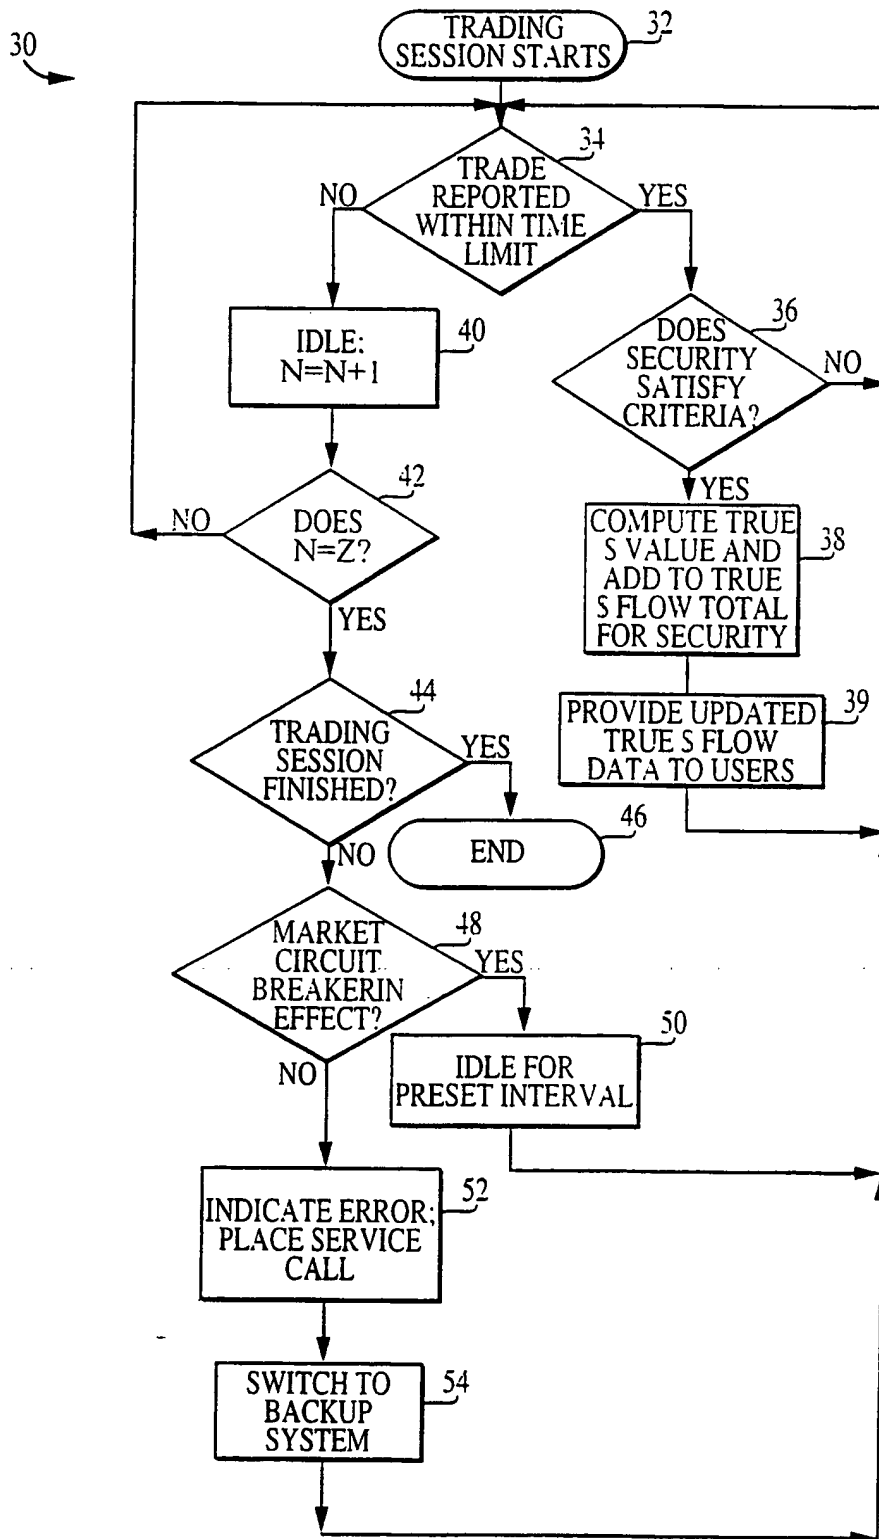 TRADING
SESSION STARTS
32
30
34
TRADE
REPORTED
WITHIN TIME
LIMIT
NO
YES
36
DOES
SECURITY
SATISFY
CRITERIA?
NO
IDLE:
N=N+1
40
42
DOES
N=Z?
NO
YES
YES
COMPUTE TRUE
$ VALUE AND
ADD TO TRUE
$ FLOW TOTAL
FOR SECURITY
38
44
TRADING
SESSION
FINISHED?
YES
NO
PROVIDE UPDATED
TRUE $ FLOW
DATA TO USERS
39
END
46
48
MARKET
CIRCUIT
BREAKERIN
EFFECT?
YES
NO
IDLE FOR
PRESET INTERVAL
50
INDICATE ERROR;
PLACE SERVICE
CALL
52
SWITCH TO
BACKUP
SYSTEM
54